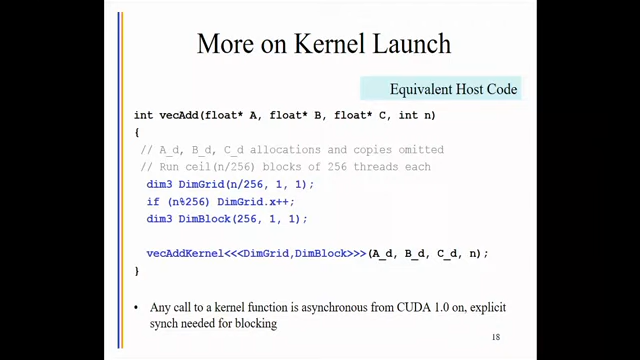 More on Kernel Launch
Equivalent Host Code
int vecAdd(float* A, float* B, float* C, int n)
{
// A_d, B_d, C_d allocations and copies omitted
// Run ceil(n/256) blocks of 256 threads each
dim3 DimGrid(n/256, 1, 1);
if (n%256) DimGrid.x++;
dim3 DimBlock(256, 1, 1);
vecAddKernel<<<DimGrid,DimBlock>>>(A_d, B_d, C_d, n);
}
• Any call to a kernel function is asynchronous from CUDA 1.0 on, explicit
synch needed for blocking
18